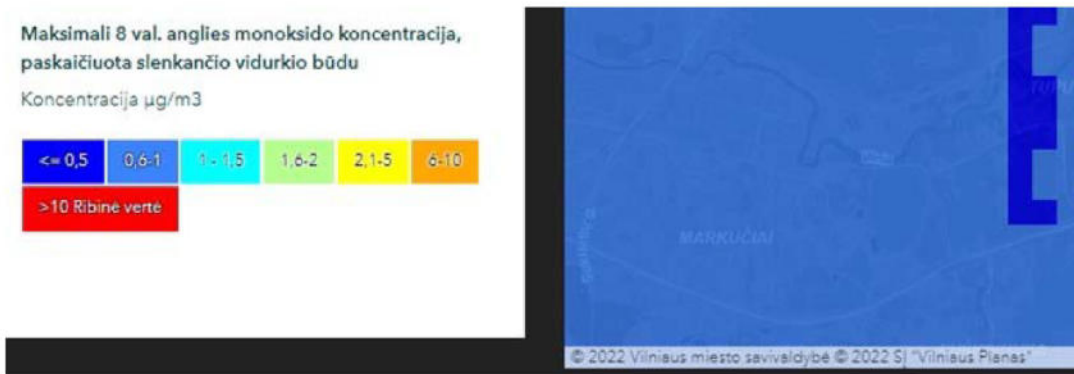 Maksimali 8 val. anglies monoksido koncentracija,
paskaičiuota slenkančio vidurkio būdu
Koncentracija µg/m3
<= 0,5
0,6-1
1 - 1,5
1,6-2
2,1-5
6-10
>10 Ribinė vertė
MARKUČIAI
© 2022 Vilniaus miesto savivaldybė © 2022 SĮ "Vilniaus Planas"